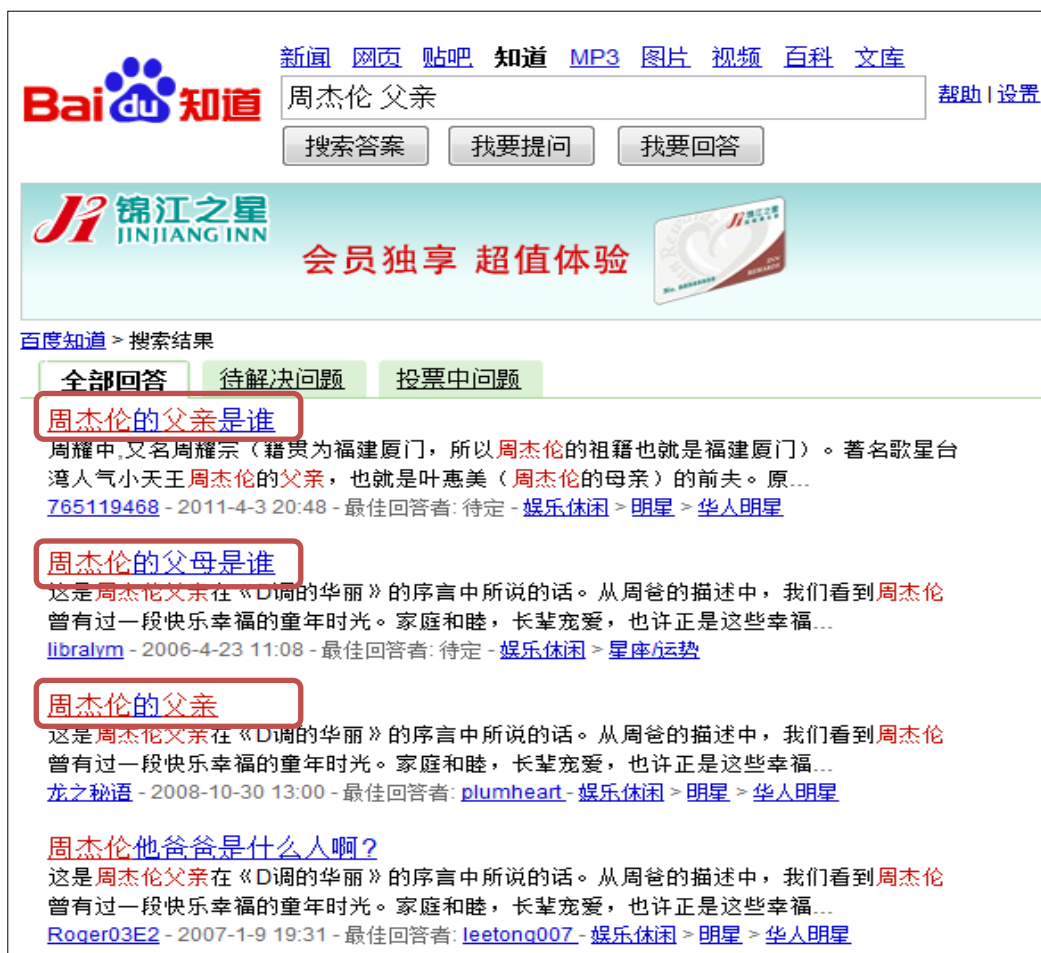 新闻 网页 贴吧 知道 MP3 图片 视频 百科 文库
Bai du 知道
周杰伦 父亲
帮助 | 设置
搜索答案 我要提问 我要回答
锦江之星
JINJIANG INN
会员独享 超值体验
锦江之星
INN
REWARDS
百度知道 > 搜索结果
全部回答 待解决问题 投票中问题
周杰伦的父亲是谁
周耀中,又名周耀宗（籍贯为福建厦门，所以周杰伦的祖籍也就是福建厦门）。著名歌星台
湾人气小天王周杰伦的父亲，也就是叶惠美（周杰伦的母亲）的前夫。原...
765119468 - 2011-4-3 20:48 - 最佳回答者: 待定 - 娱乐休闲 > 明星 > 华人明星
周杰伦的父母是谁
这是周杰伦父亲在《D调的华丽》的序言中所说的话。从周爸的描述中，我们看到周杰伦
曾有过一段快乐幸福的童年时光。家庭和睦，长辈宠爱，也许正是这些幸福...
libralym - 2006-4-23 11:08 - 最佳回答者: 待定 - 娱乐休闲 > 星座/运势
周杰伦的父亲
这是周杰伦父亲在《D调的华丽》的序言中所说的话。从周爸的描述中，我们看到周杰伦
曾有过一段快乐幸福的童年时光。家庭和睦，长辈宠爱，也许正是这些幸福...
龙之秘语 - 2008-10-30 13:00 - 最佳回答者: plumheart - 娱乐休闲 > 明星 > 华人明星
周杰伦他爸爸是什么人啊?
这是周杰伦父亲在《D调的华丽》的序言中所说的话。从周爸的描述中，我们看到周杰伦
曾有过一段快乐幸福的童年时光。家庭和睦，长辈宠爱，也许正是这些幸福...
Roger03E2 - 2007-1-9 19:31 - 最佳回答者: leetong007 - 娱乐休闲 > 明星 > 华人明星